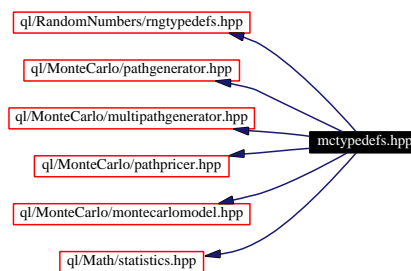 ql/RandomNumbers/rngtypedefs.hpp
ql/MonteCarlo/pathgenerator.hpp
ql/MonteCarlo/multipathgenerator.hpp
mctypedefs.hpp
ql/MonteCarlo/pathpricer.hpp
ql/MonteCarlo/montecarlomodel.hpp
ql/Math/statistics.hpp